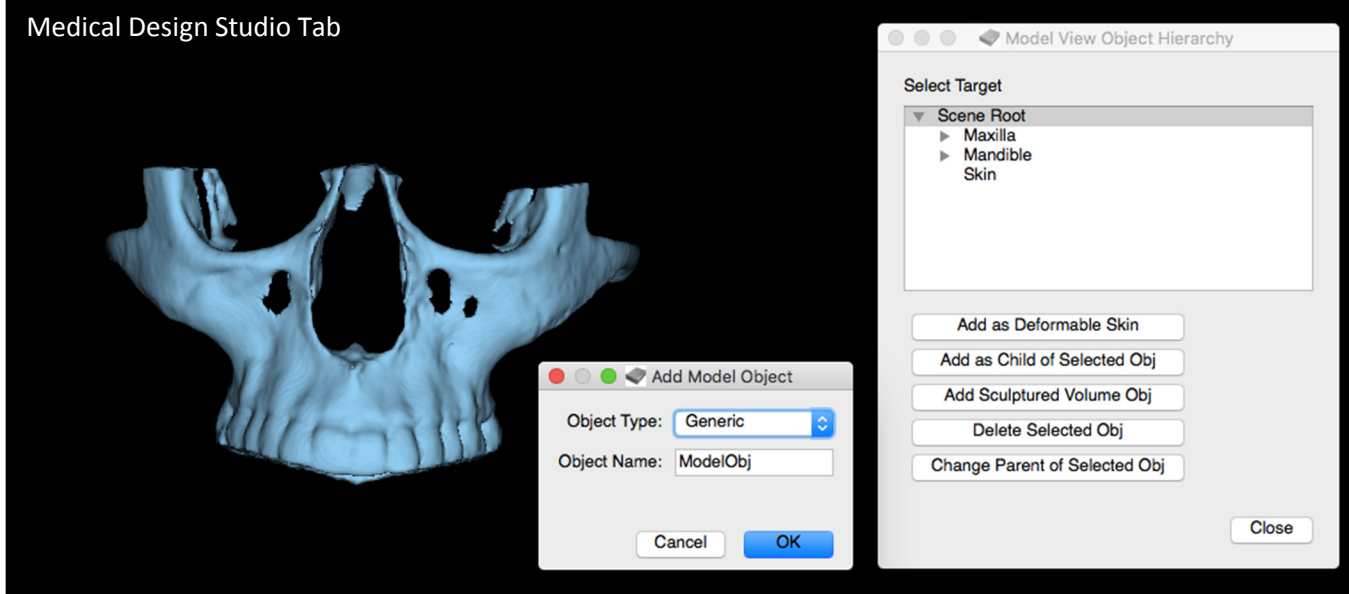 Medical Design Studio Tab
Model View Object Hierarchy
Select Target
Scene Root
Maxilla
Mandible
Skin
Add as Deformable Skin
Add as Child of Selected Obj
Add Sculptured Volume Obj
Delete Selected Obj
Change Parent of Selected Obj
Close
Add Model Object
Object Type: Generic
Object Name: ModelObj
Cancel OK